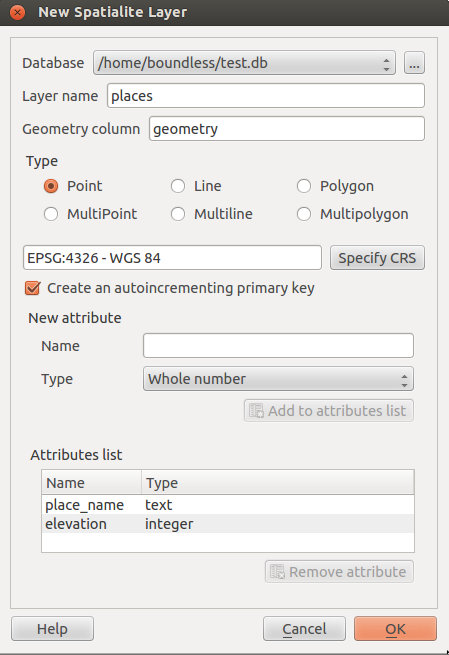 New Spatialite Layer
Database /home/boundless/test.db ...
Layer name places
Geometry column geometry
Type
Point Line Polygon
MultiPoint Multiline Multipolygon
EPSG:4326 - WGS 84 Specify CRS
Create an autoincrementing primary key
New attribute
Name
Type Whole number
Add to attributes list
Attributes list
Name Type
place_name text
elevation integer
Remove attribute
Help Cancel OK